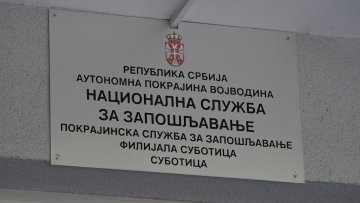 РЕПУБЛИКА СРБИЈА
АУТОНОМНА ПОКРАЈИНА ВОЈВОДИНА
НАЦИОНАЛНА СЛУЖБА
ЗА ЗАПОШЉАВАЊЕ
ПОКРАЈИНСКА СЛУЖБА ЗА ЗАПОШЉАВАЊЕ
ФИЛИЈАЛА СУБОТИЦА
СУБОТИЦА